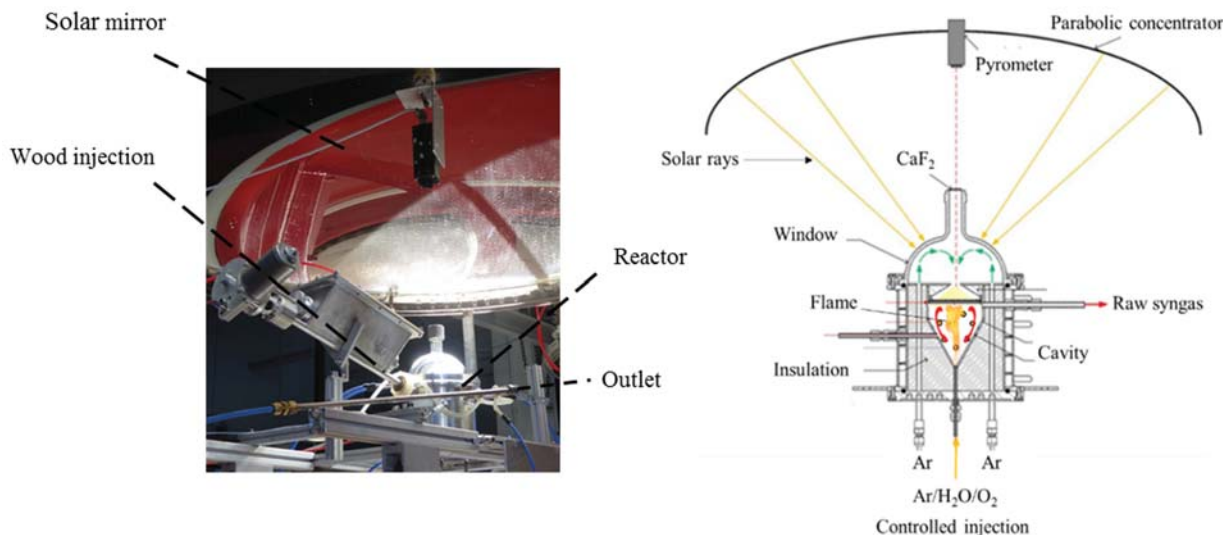 Solar mirror
Wood injection
Reactor
Outlet
Parabolic concentrator
Pyrometer
Solar rays
CaF₂
Window
Flame
Raw syngas
Cavity
Insulation
Ar Ar
Ar/H₂O/O₂
Controlled injection